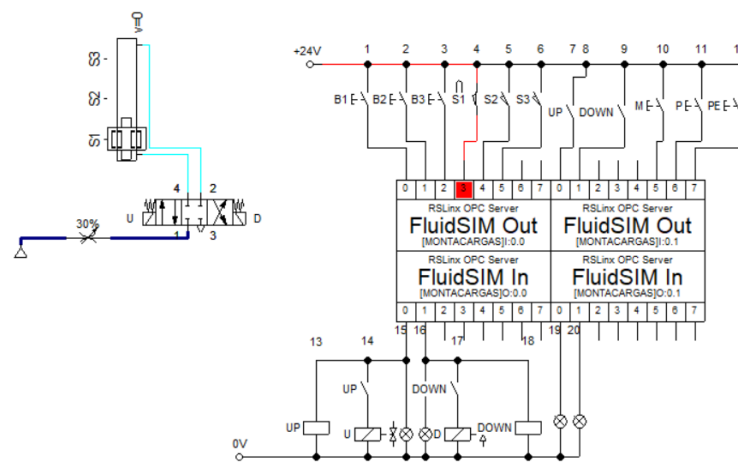 v=0
S3
S2
S1
4 2
U D
1 3
30%
+24V
1 2 3 4 5 6 7 8 9 10 11 1
B1 B2 B3 S1 S2 S3 UP DOWN M P PE
0 1 2 3 4 5 6 7 0 1 2 3 4 5 6 7
RSLinx OPC Server RSLinx OPC Server
FluidSIM Out FluidSIM Out
[MONTACARGAS]I:0.0 [MONTACARGAS]I:0.1
RSLinx OPC Server RSLinx OPC Server
FluidSIM In FluidSIM In
[MONTACARGAS]O:0.0 [MONTACARGAS]O:0.1
0 1 2 3 4 5 6 7 0 1 2 3 4 5 6 7
13 14 15 16 17 18 19 20
UP DOWN
UP U D DOWN
0V